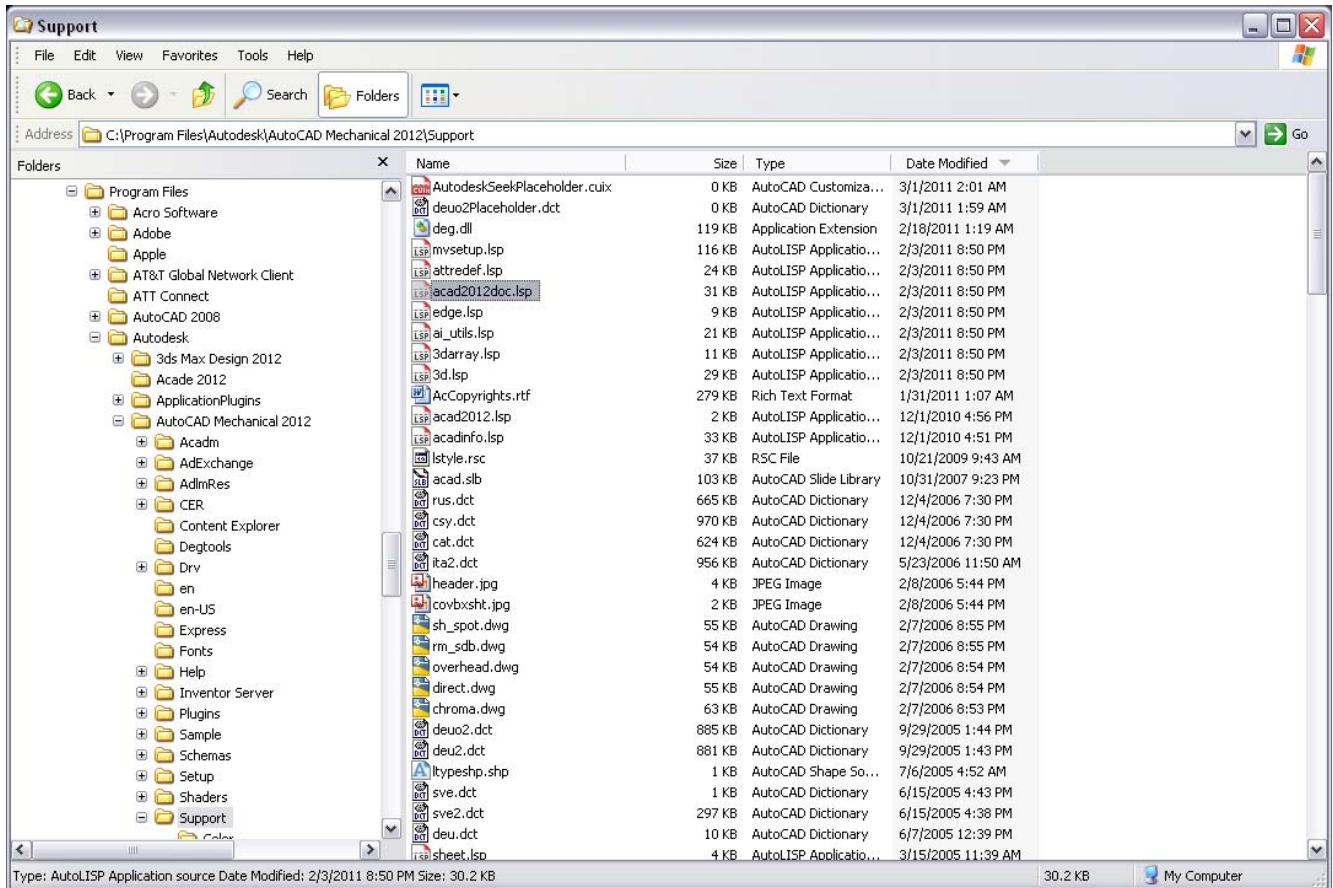 Support
File Edit View Favorites Tools Help
Back Search Folders
Address C:\Program Files\Autodesk\AutoCAD Mechanical 2012\Support Go
Folders
Program Files
Acro Software
Adobe
Apple
AT&T Global Network Client
ATT Connect
AutoCAD 2008
Autodesk
3ds Max Design 2012
Acade 2012
ApplicationPlugins
AutoCAD Mechanical 2012
Acadm
AdExchange
AdlmRes
CER
Content Explorer
Degtools
Drv
en
en-US
Express
Fonts
Help
Inventor Server
Plugins
Sample
Schemas
Setup
Shaders
Support
Color
Name Size Type Date Modified
AutodeskSeekPlaceholder.cuix 0 KB AutoCAD Customiza... 3/1/2011 2:01 AM
deuo2Placeholder.dct 0 KB AutoCAD Dictionary 3/1/2011 1:59 AM
deg.dll 119 KB Application Extension 2/18/2011 1:19 AM
mvsetup.lsp 116 KB AutoLISP Applicatio... 2/3/2011 8:50 PM
attredef.lsp 24 KB AutoLISP Applicatio... 2/3/2011 8:50 PM
acad2012doc.lsp 31 KB AutoLISP Applicatio... 2/3/2011 8:50 PM
edge.lsp 9 KB AutoLISP Applicatio... 2/3/2011 8:50 PM
ai_utils.lsp 21 KB AutoLISP Applicatio... 2/3/2011 8:50 PM
3darray.lsp 11 KB AutoLISP Applicatio... 2/3/2011 8:50 PM
3d.lsp 29 KB AutoLISP Applicatio... 2/3/2011 8:50 PM
AcCopyrights.rtf 279 KB Rich Text Format 1/31/2011 1:07 AM
acad2012.lsp 2 KB AutoLISP Applicatio... 12/1/2010 4:56 PM
acadinfo.lsp 33 KB AutoLISP Applicatio... 12/1/2010 4:51 PM
lstyle.rsc 37 KB RSC File 10/21/2009 9:43 AM
acad.slb 103 KB AutoCAD Slide Library 10/31/2007 9:23 PM
rus.dct 665 KB AutoCAD Dictionary 12/4/2006 7:30 PM
csy.dct 970 KB AutoCAD Dictionary 12/4/2006 7:30 PM
cat.dct 624 KB AutoCAD Dictionary 12/4/2006 7:30 PM
ita2.dct 956 KB AutoCAD Dictionary 5/23/2006 11:50 AM
header.jpg 4 KB JPEG Image 2/8/2006 5:44 PM
covbxsht.jpg 2 KB JPEG Image 2/8/2006 5:44 PM
sh_spot.dwg 55 KB AutoCAD Drawing 2/7/2006 8:55 PM
rm_sdb.dwg 54 KB AutoCAD Drawing 2/7/2006 8:55 PM
overhead.dwg 54 KB AutoCAD Drawing 2/7/2006 8:54 PM
direct.dwg 55 KB AutoCAD Drawing 2/7/2006 8:54 PM
chroma.dwg 63 KB AutoCAD Drawing 2/7/2006 8:53 PM
deuo2.dct 885 KB AutoCAD Dictionary 9/29/2005 1:44 PM
deu2.dct 881 KB AutoCAD Dictionary 9/29/2005 1:43 PM
ltypeshp.shp 1 KB AutoCAD Shape So... 7/6/2005 4:52 AM
sve.dct 1 KB AutoCAD Dictionary 6/15/2005 4:43 PM
sve2.dct 297 KB AutoCAD Dictionary 6/15/2005 4:38 PM
deu.dct 10 KB AutoCAD Dictionary 6/7/2005 12:39 PM
sheet.lsp 4 KB AutoLISP Applicatio... 3/15/2005 11:39 AM
Type: AutoLISP Application source Date Modified: 2/3/2011 8:50 PM Size: 30.2 KB 30.2 KB My Computer